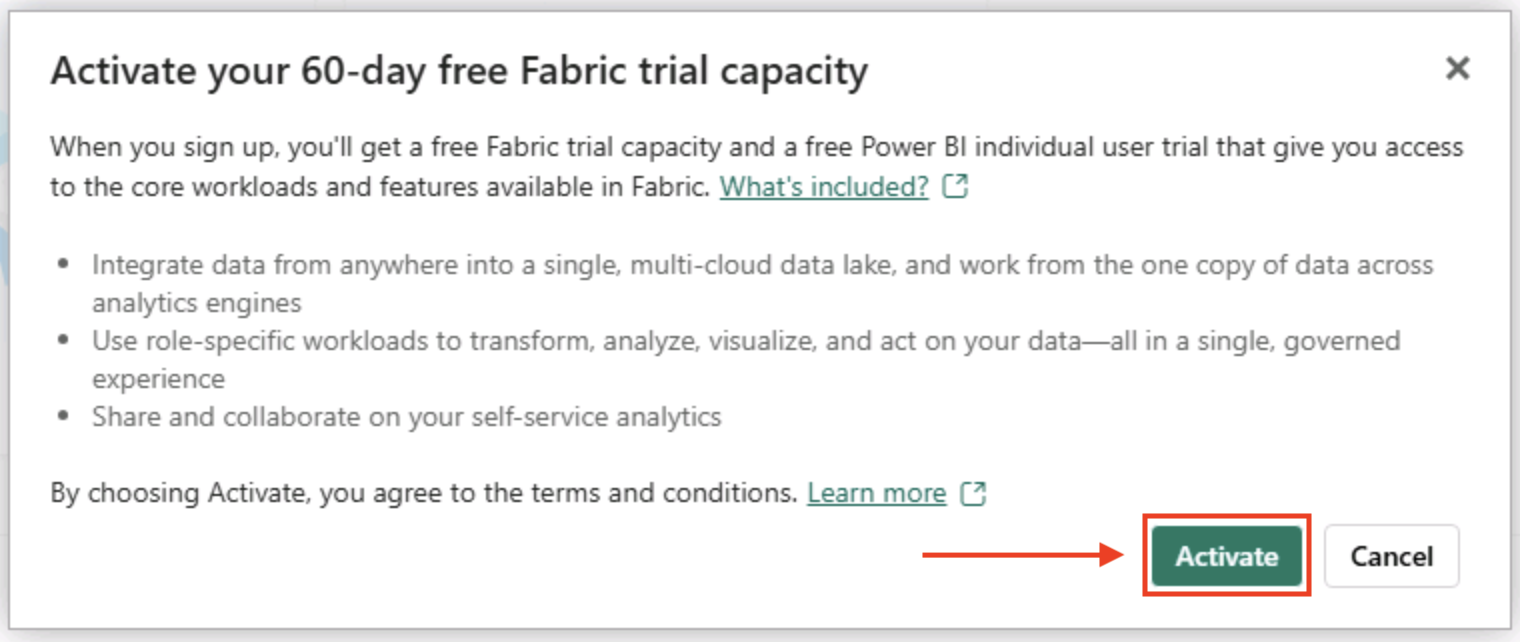 Activate your 60-day free Fabric trial capacity
When you sign up, you'll get a free Fabric trial capacity and a free Power BI individual user trial that give you access
to the core workloads and features available in Fabric. What's included?
• Integrate data from anywhere into a single, multi-cloud data lake, and work from the one copy of data across
analytics engines
• Use role-specific workloads to transform, analyze, visualize, and act on your data—all in a single, governed
experience
• Share and collaborate on your self-service analytics
By choosing Activate, you agree to the terms and conditions. Learn more
Activate Cancel